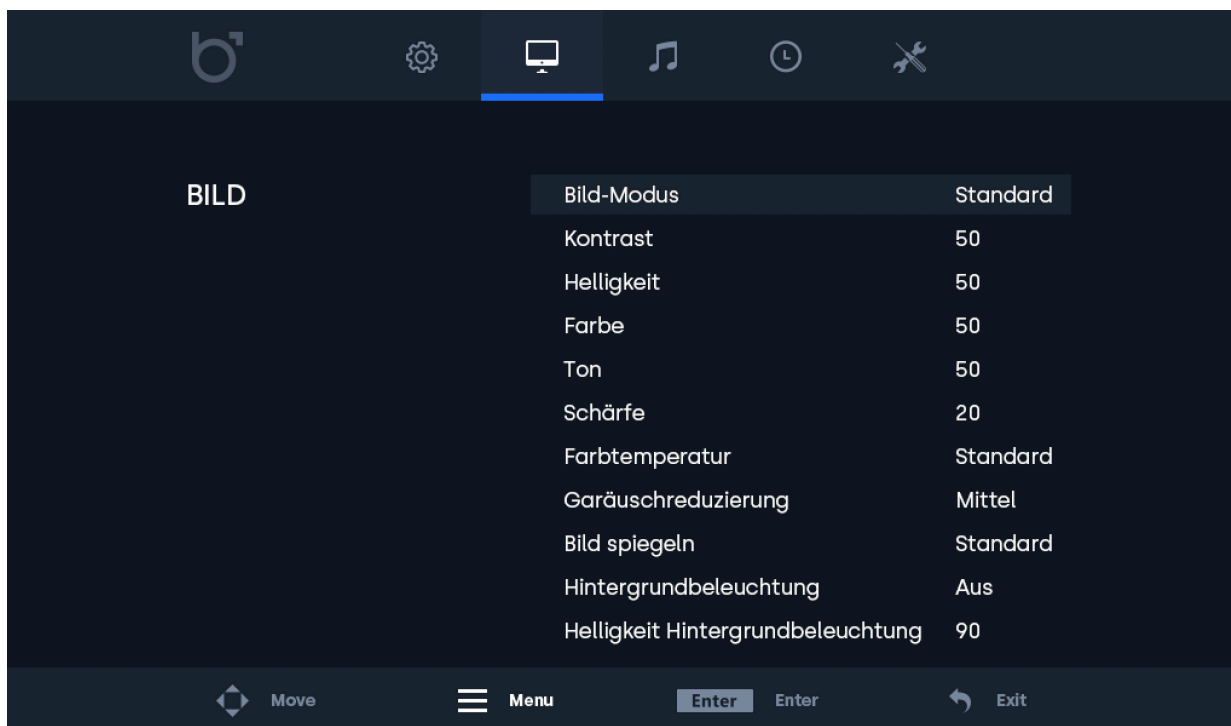 BILD
Bild-Modus Standard
Kontrast 50
Helligkeit 50
Farbe 50
Ton 50
Schärfe 20
Farbtemperatur Standard
Garäuschreduzierung Mittel
Bild spiegeln Standard
Hintergrundbeleuchtung Aus
Helligkeit Hintergrundbeleuchtung 90
Move Menu Enter Enter Exit